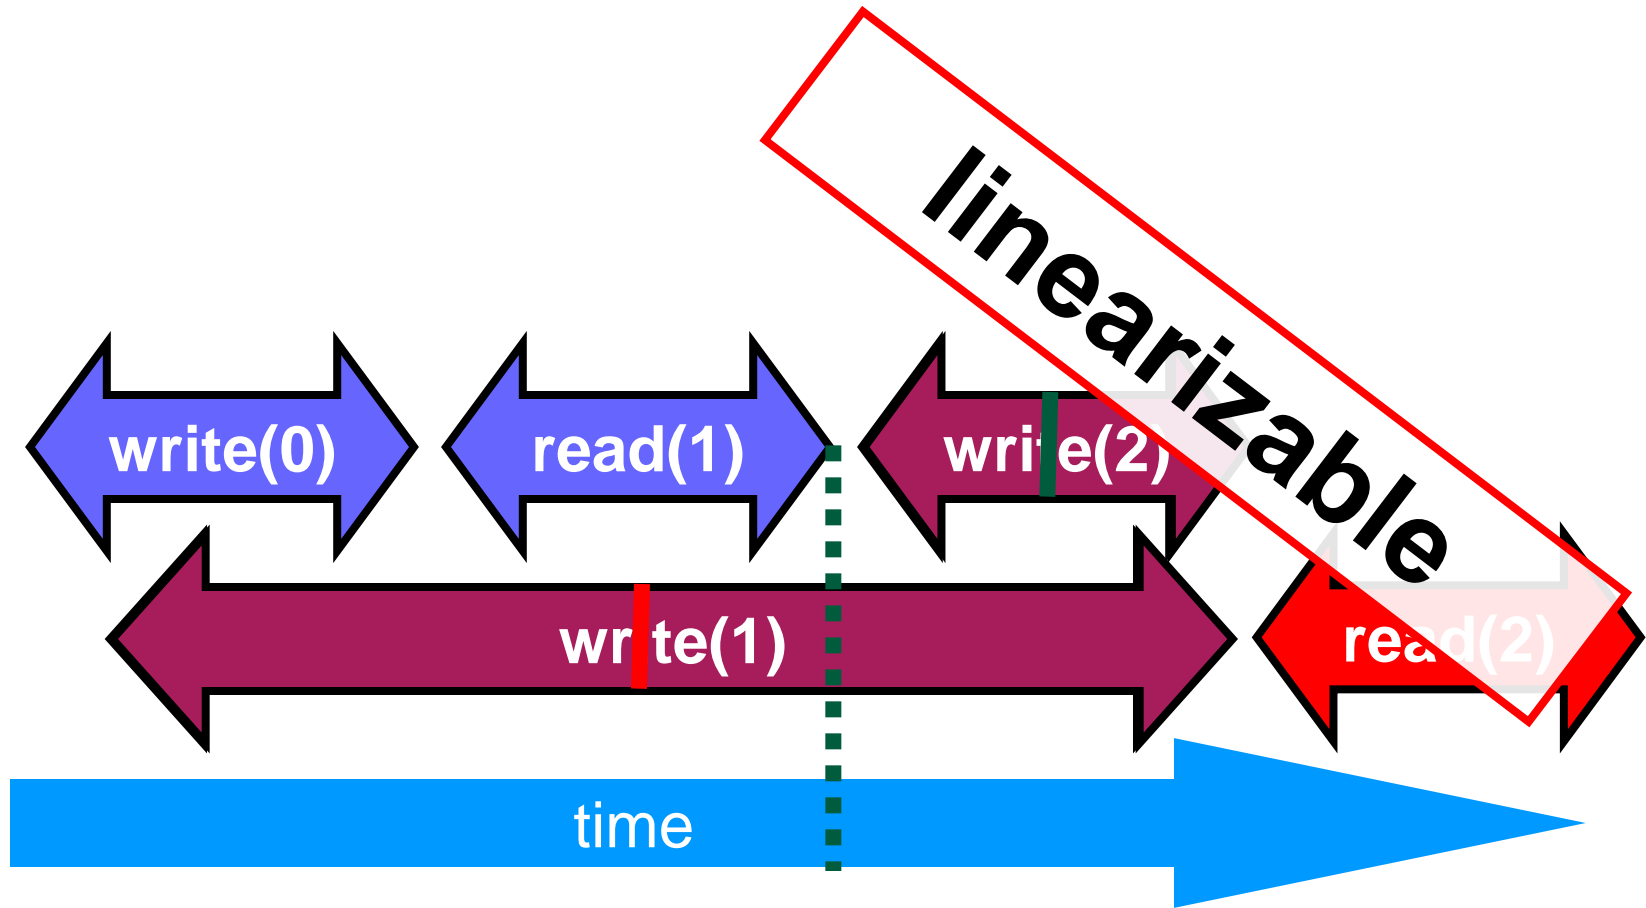 linearizable
write(0)
read(1)
write(2)
write(1)
read(2)
time